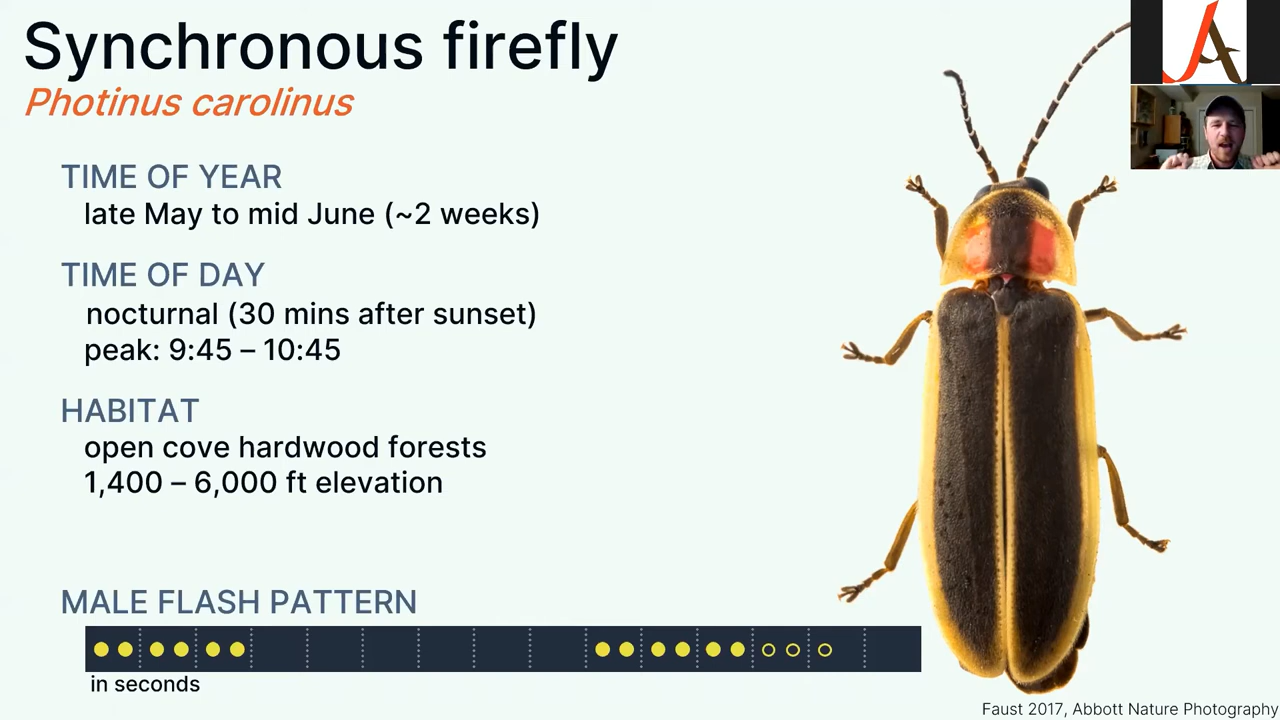 Synchronous firefly
Photinus carolinus
TIME OF YEAR
late May to mid June (~2 weeks)
TIME OF DAY
nocturnal (30 mins after sunset)
peak: 9:45 – 10:45
HABITAT
open cove hardwood forests
1,400 – 6,000 ft elevation
MALE FLASH PATTERN
in seconds
Faust 2017, Abbott Nature Photography